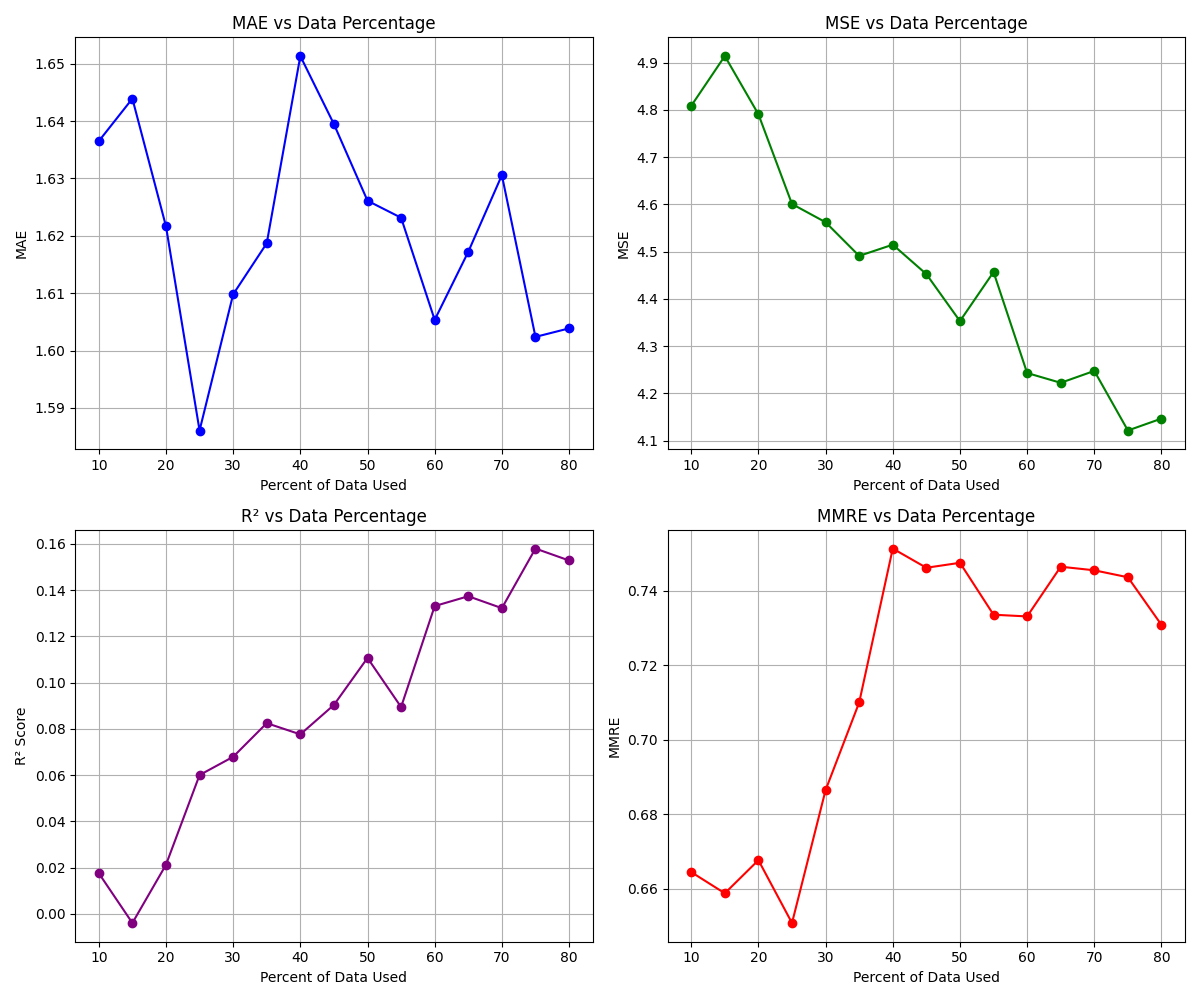 MAE vs Data Percentage
MAE
1.65
1.64
1.63
1.62
1.61
1.60
1.59
10 20 30 40 50 60 70 80
Percent of Data Used
MSE vs Data Percentage
MSE
4.9
4.8
4.7
4.6
4.5
4.4
4.3
4.2
4.1
10 20 30 40 50 60 70 80
Percent of Data Used
R² vs Data Percentage
R² Score
0.16
0.14
0.12
0.10
0.08
0.06
0.04
0.02
0.00
10 20 30 40 50 60 70 80
Percent of Data Used
MMRE vs Data Percentage
MMRE
0.74
0.72
0.70
0.68
0.66
10 20 30 40 50 60 70 80
Percent of Data Used